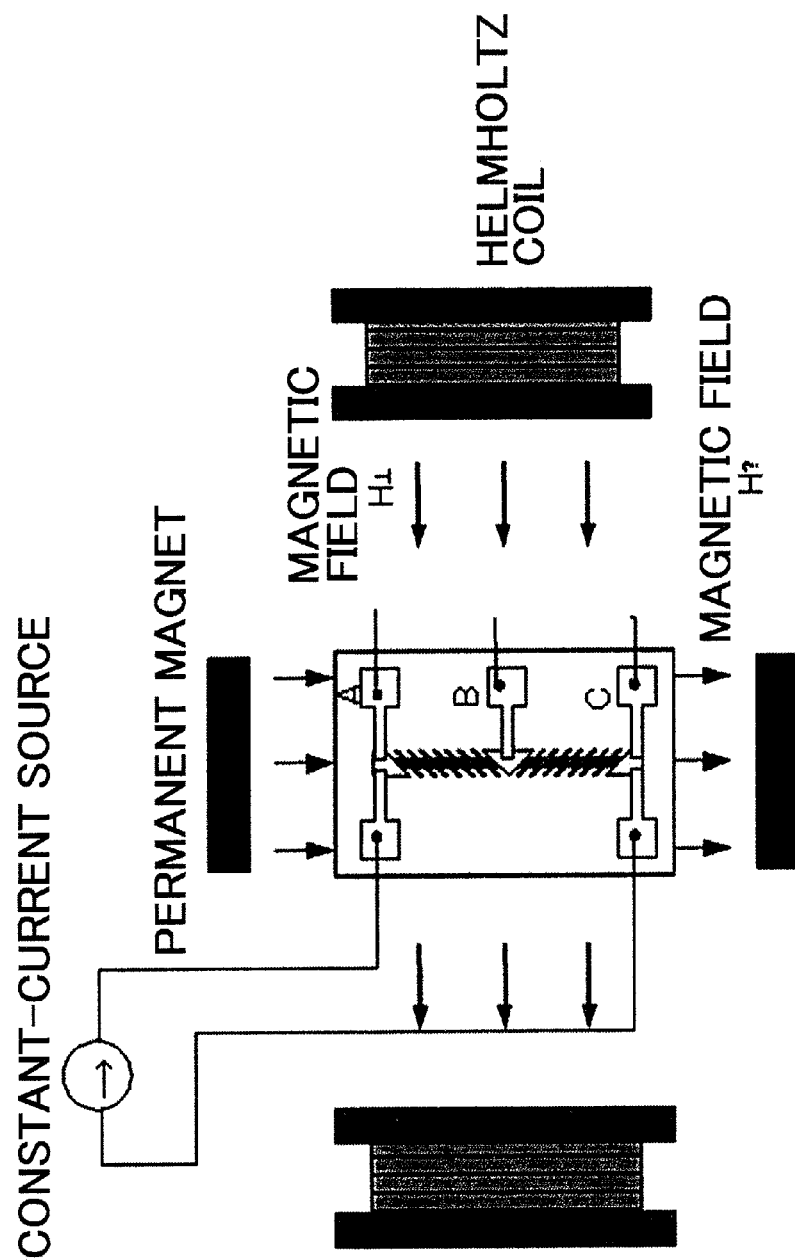 CONSTANT-CURRENT SOURCE
PERMANENT MAGNET
MAGNETIC
FIELD
H⊥
A
B
C
HELMHOLTZ
COIL
MAGNETIC FIELD
H?